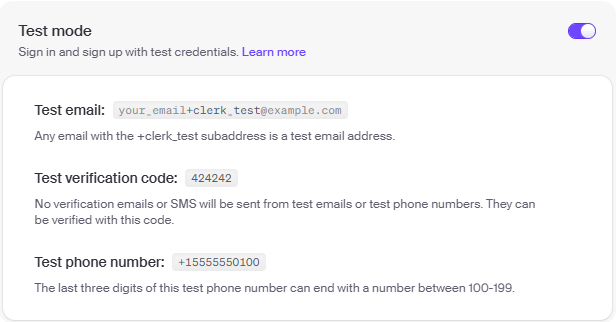 Test mode
Sign in and sign up with test credentials. Learn more
Test email: your_email+clerk_test@example.com
Any email with the +clerk_test subaddress is a test email address.
Test verification code: 424242
No verification emails or SMS will be sent from test emails or test phone numbers. They can
be verified with this code.
Test phone number: +15555550100
The last three digits of this test phone number can end with a number between 100-199.